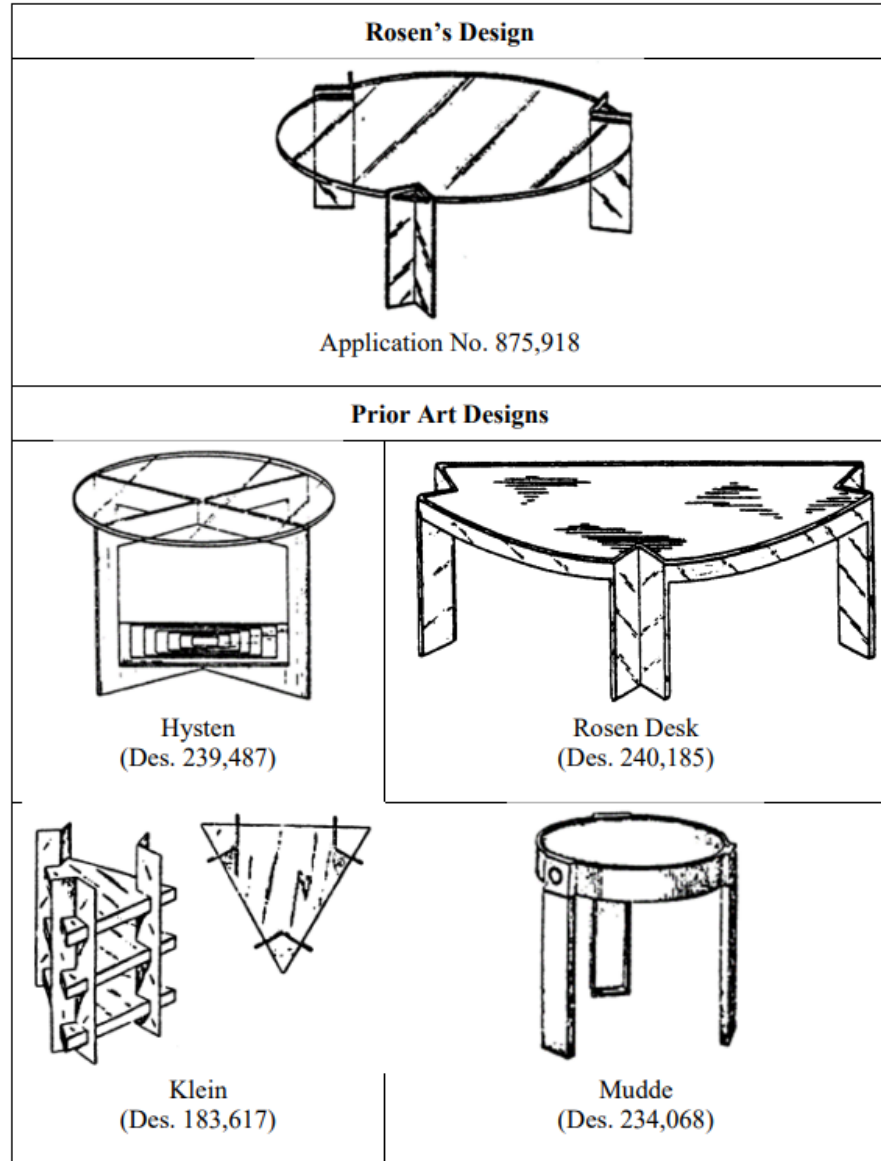 Rosen's Design
Application No. 875,918
Prior Art Designs
Hysten
(Des. 239,487)
Rosen Desk
(Des. 240,185)
Klein
(Des. 183,617)
Mudde
(Des. 234,068)